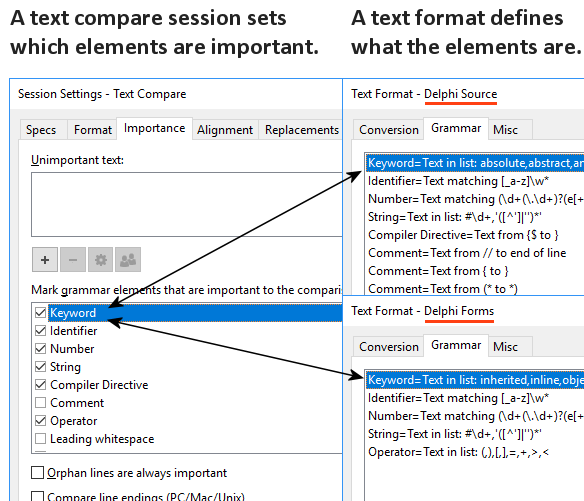 A text compare session sets
which elements are important.
A text format defines
what the elements are.
Session Settings - Text Compare
Specs
Format
Importance
Alignment
Replacements
Unimportant text:
Mark grammar elements that are important to the compari
Keyword
Identifier
Number
String
Compiler Directive
Comment
Operator
Leading whitespace
Orphan lines are always important
Compare line endings (PC/Mac/Unix)
Text Format - Delphi Source
Conversion
Grammar
Misc
Keyword=Text in list: absolute,abstract,an
Identifier=Text matching [_a-z]\w*
Number=Text matching (\d+(\.\d+)?(e[+
String=Text in list: #\d+,'([^']|'')*'
Compiler Directive=Text from {$ to }
Comment=Text from // to end of line
Comment=Text from { to }
Comment=Text from (* to *)
Text Format - Delphi Forms
Conversion
Grammar
Misc
Keyword=Text in list: inherited,inline,obje
Identifier=Text matching [_a-z]\w*
Number=Text matching (\d+(\.\d+)?(e[+
String=Text in list: #\d+,'([^']|'')*'
Operator=Text in list: (,),[,],=,+,>,<